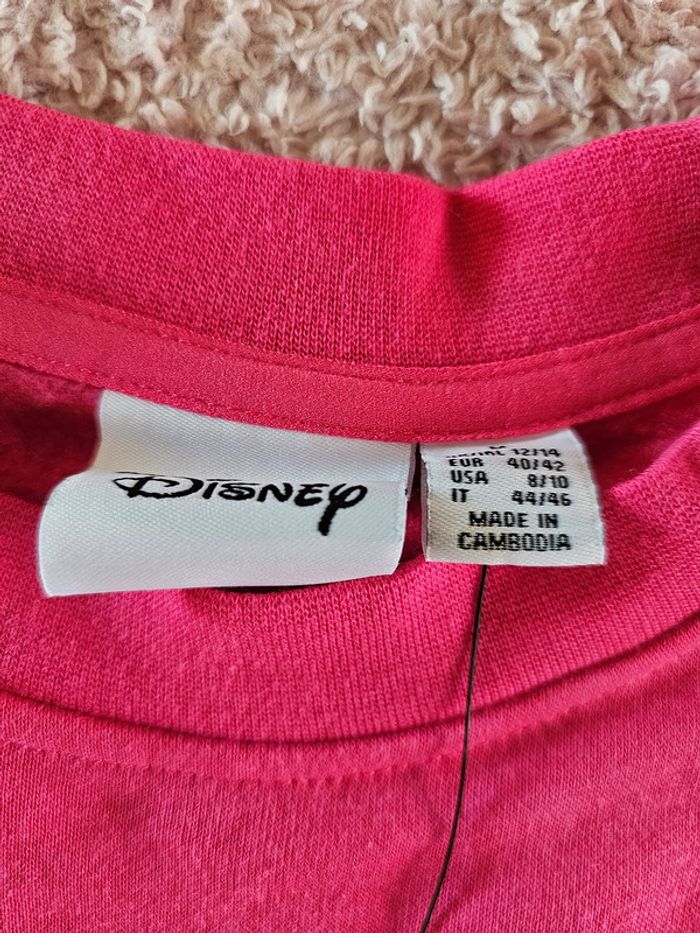 Disney
12/14
EUR 40/42
USA 8/10
IT 44/46
MADE IN
CAMBODIA